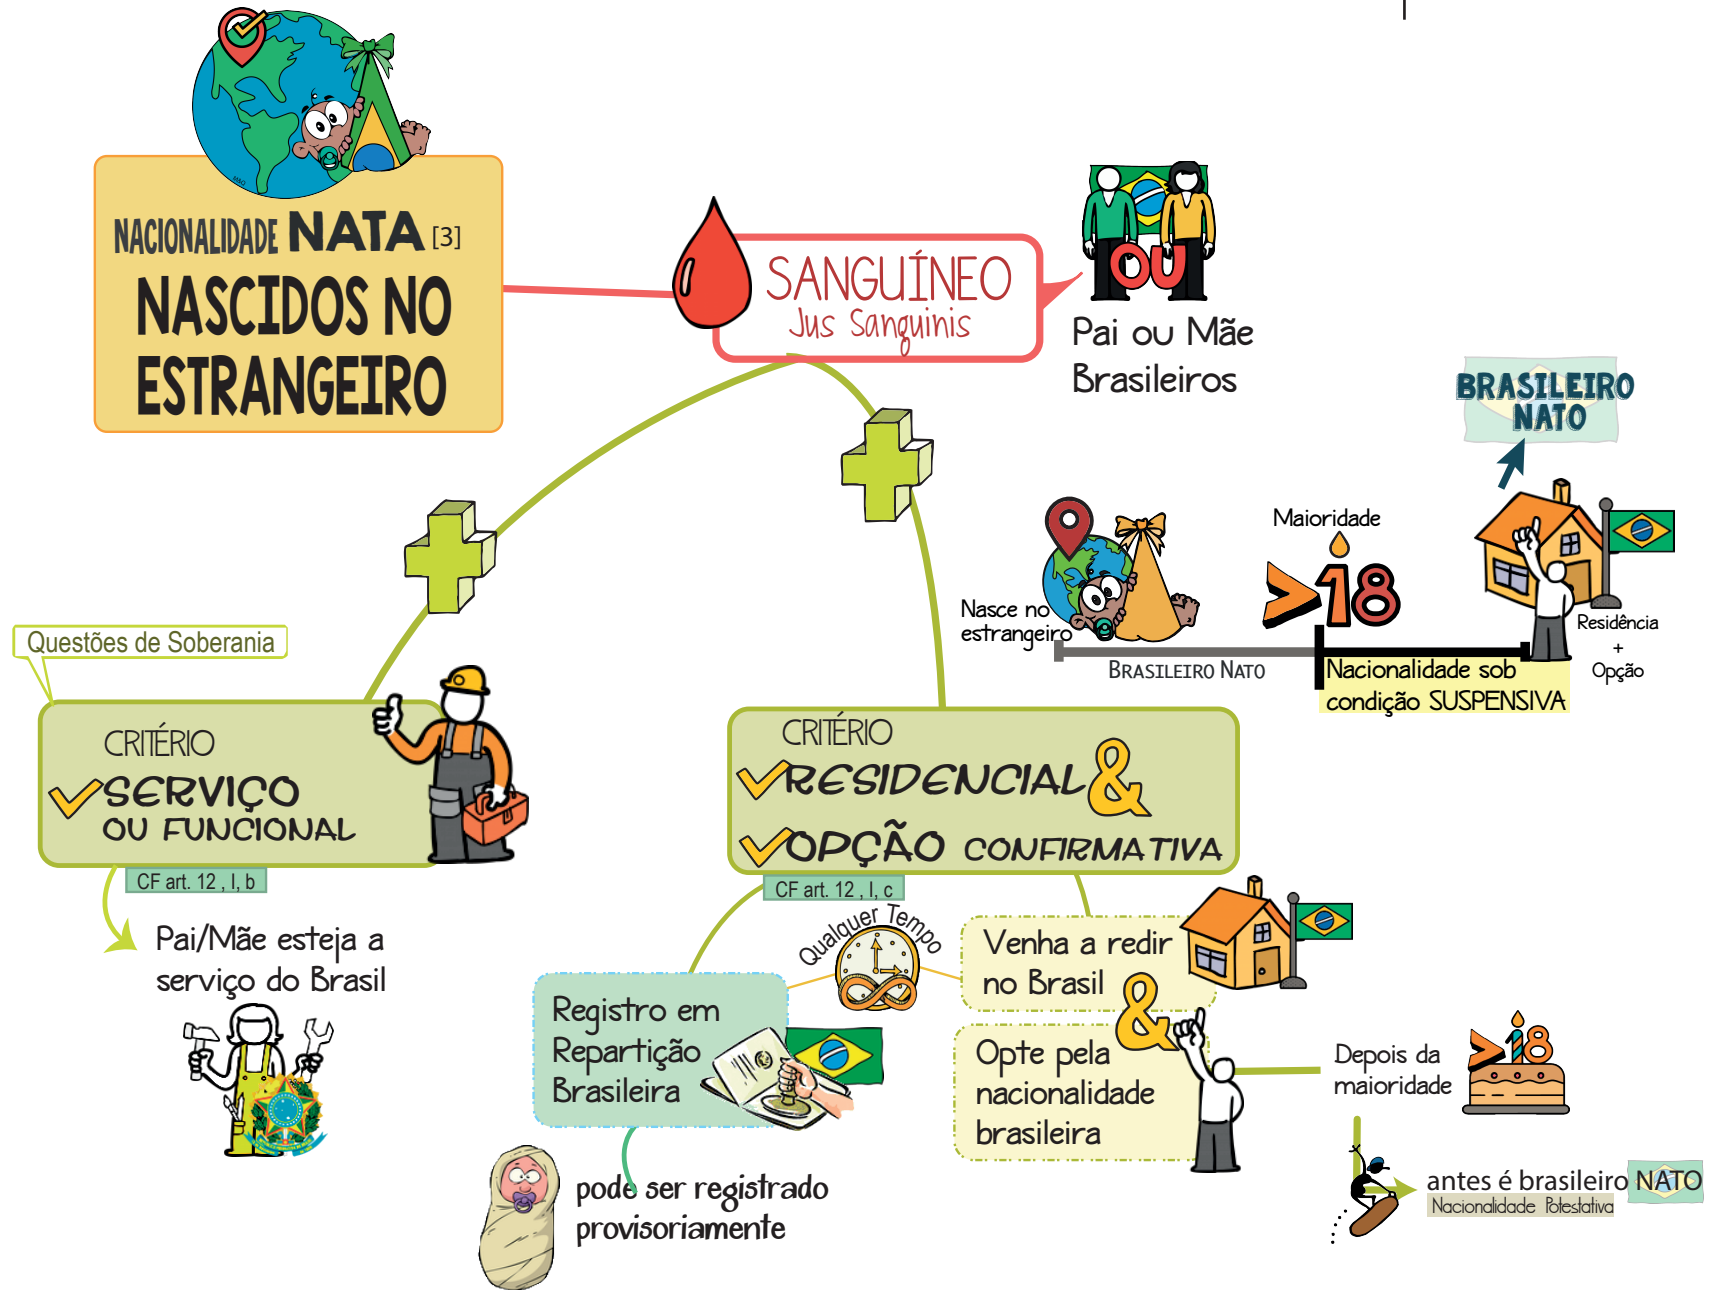 NACIONALIDADE NATA [3]
NASCIDOS NO
ESTRANGEIRO
SANGUÍNEO
Jus Sanguinis
OU
Pai ou Mãe
Brasileiros
BRASILEIRO
NATO
Maioridade
>18
Nasce no
estrangeiro
BRASILEIRO NATO
Nacionalidade sob
condição SUSPENSIVA
Residência
+
Opção
Questões de Soberania
CRITÉRIO
SERVIÇO
OU FUNCIONAL
CF art. 12 , I, b
Pai/Mãe esteja a
serviço do Brasil
CRITÉRIO
RESIDENCIAL &
OPÇÃO CONFIRMATIVA
CF art. 12 , I, c
Qualquer Tempo
Registro em
Repartição
Brasileira
pode ser registrado
provisoriamente
Venha a redir
no Brasil
&
Opte pela
nacionalidade
brasileira
Depois da
maioridade
>18
antes é brasileiro NATO
Nacionalidade Potestativa